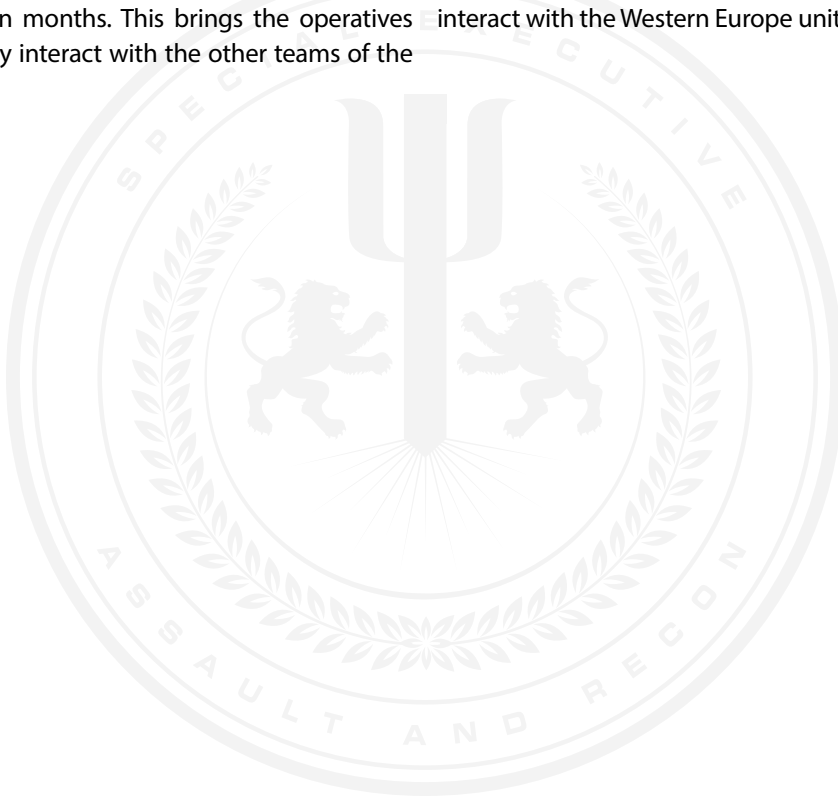 n months. This brings the operatives
y interact with the other teams of the
interact with the Western Europe unit
SPECIAL EXECUTIVE
ASSAULT AND RECON